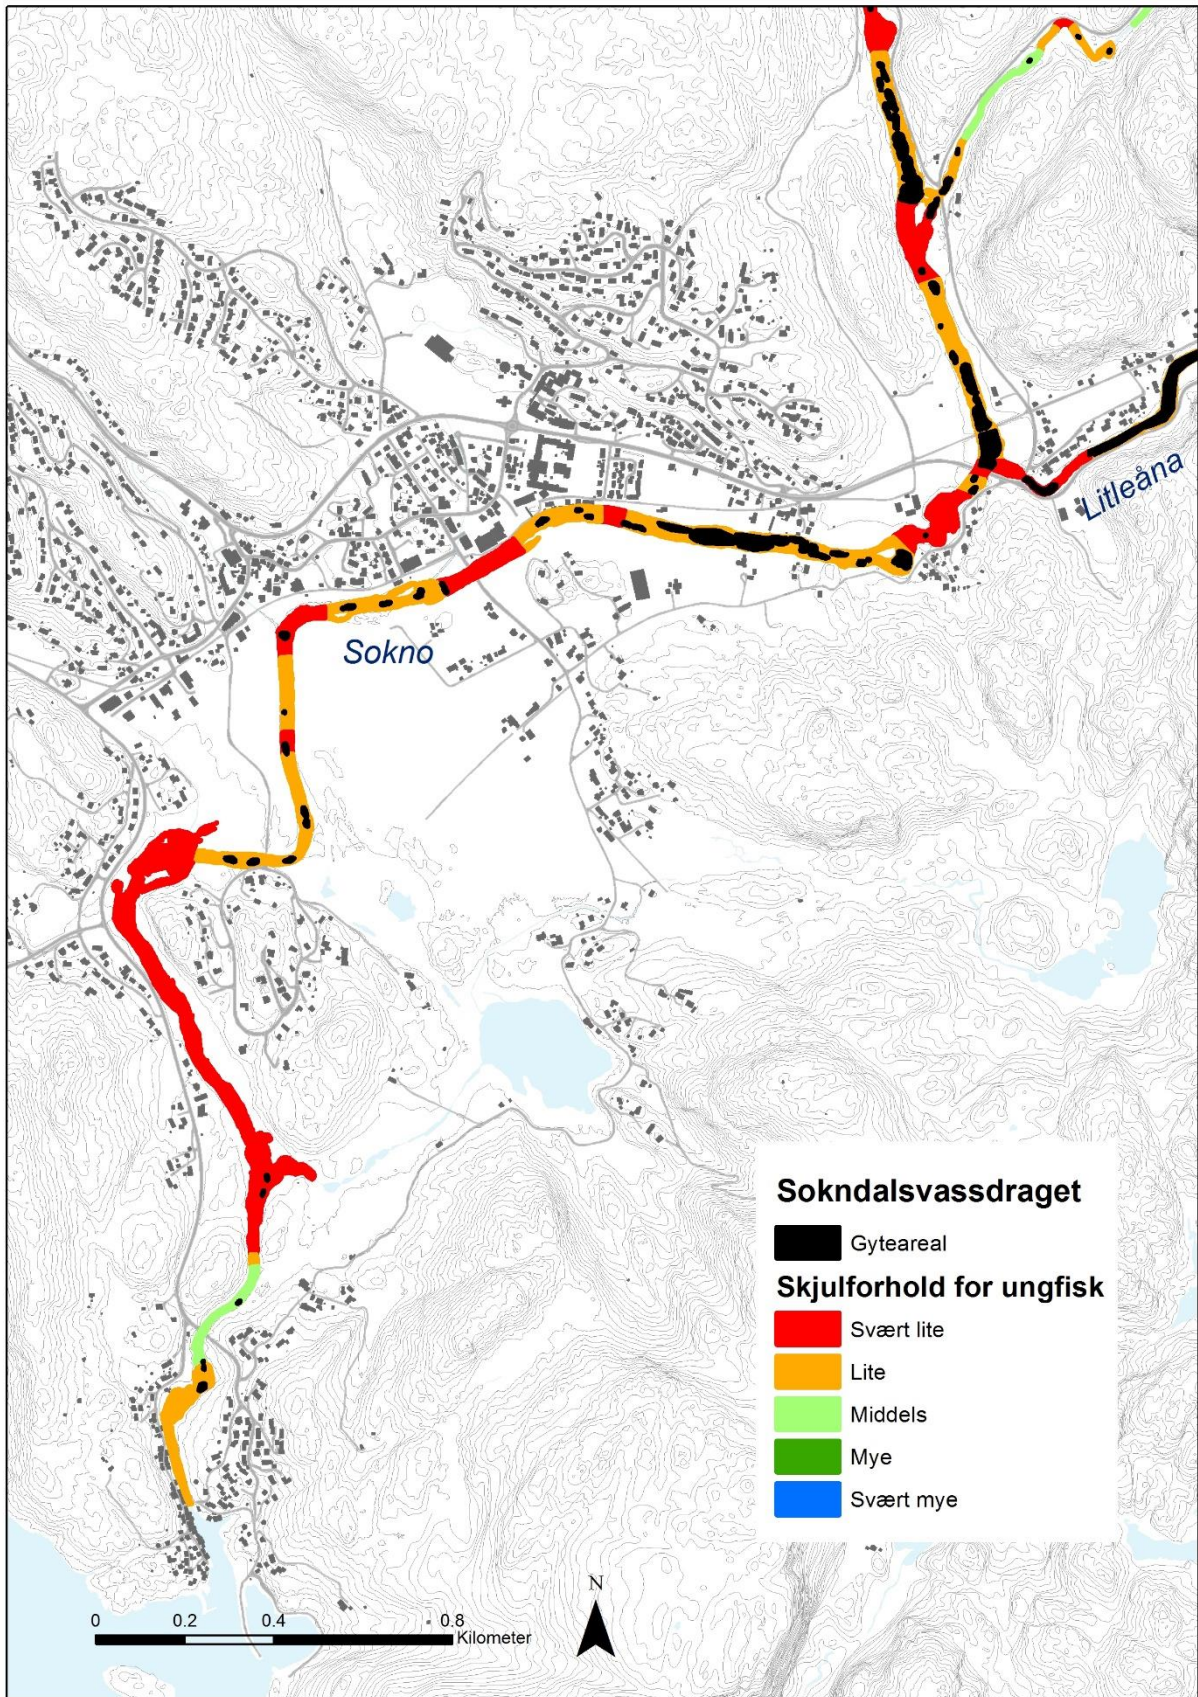 Litleåna
Sokno
Sokndalsvassdraget
Gyteareal
Skjulforhold for ungfisk
Svært lite
Lite
Middels
Mye
Svært mye
N
0 0.2 0.4 0.8
Kilometer